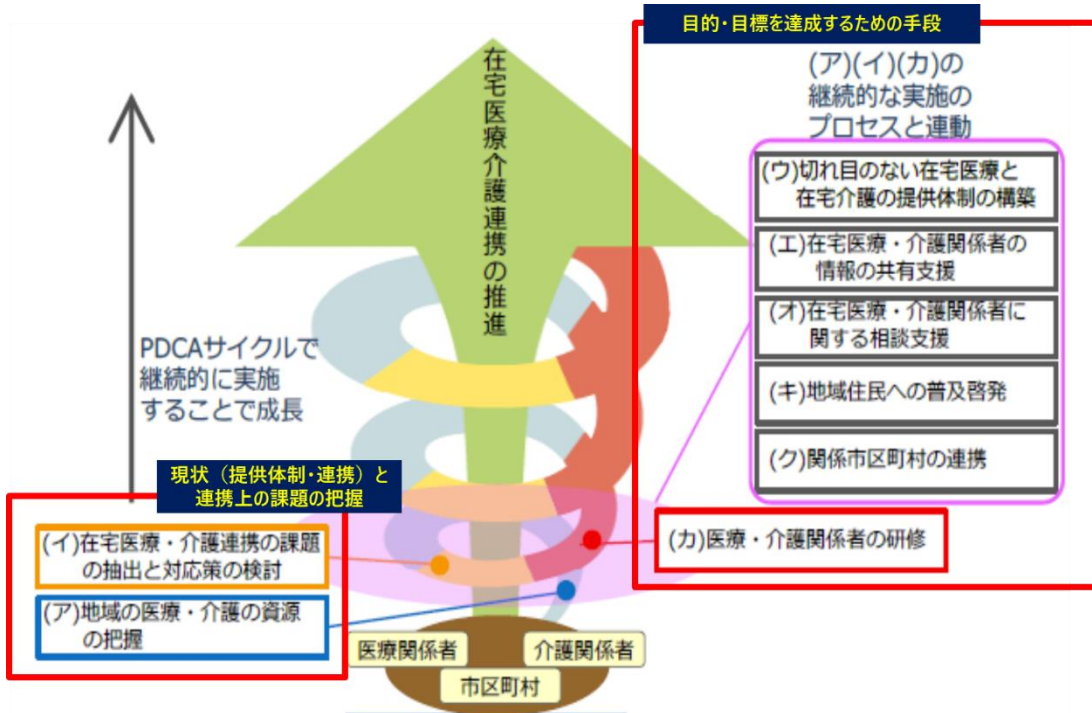 目的・目標を達成するための手段
(ア)(イ)(カ)の
継続的な実施の
プロセスと連動
(ウ)切れ目のない在宅医療と
在宅介護の提供体制の構築
(エ)在宅医療・介護関係者の
情報の共有支援
(オ)在宅医療・介護関係者に
関する相談支援
(キ)地域住民への普及啓発
(ク)関係市区町村の連携
(カ)医療・介護関係者の研修
在宅医療介護連携の推進
PDCAサイクルで
継続的に実施
することで成長
現状（提供体制・連携）と
連携上の課題の把握
(イ)在宅医療・介護連携の課題
の抽出と対応策の検討
(ア)地域の医療・介護の資源
の把握
医療関係者
介護関係者
市区町村